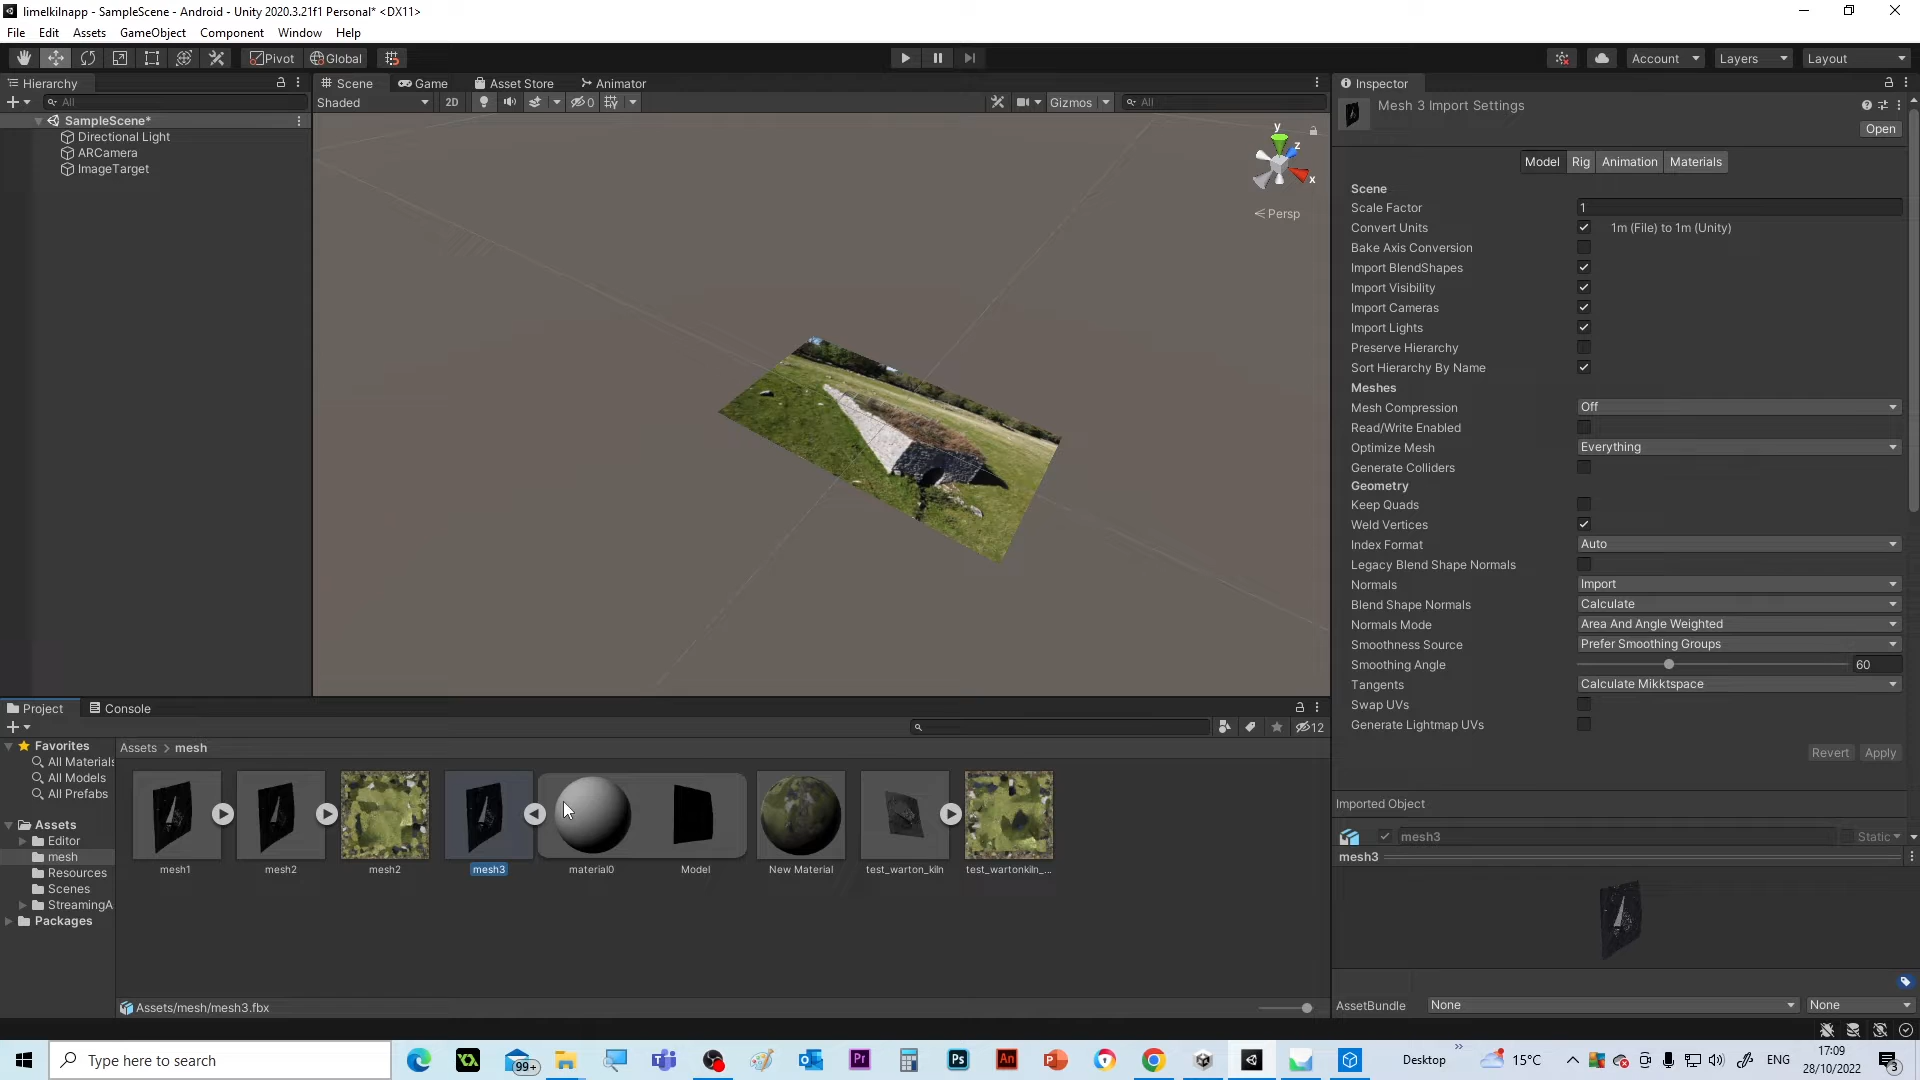 limelkilnapp - SampleScene - Android - Unity 2020.3.21f1 Personal* <DX11>
File Edit Assets GameObject Component Window Help
Pivot Global Account Layers Layout
Hierarchy
All
SampleScene*
Directional Light
ARCamera
ImageTarget
Scene Game Asset Store Animator
Shaded 2D 0 Gizmos All
y
z
x
Persp
Inspector
Mesh 3 Import Settings
Open
Model Rig Animation Materials
Scene
Scale Factor 1
Convert Units 1m (File) to 1m (Unity)
Bake Axis Conversion
Import BlendShapes
Import Visibility
Import Cameras
Import Lights
Preserve Hierarchy
Sort Hierarchy By Name
Meshes
Mesh Compression Off
Read/Write Enabled
Optimize Mesh Everything
Generate Colliders
Geometry
Keep Quads
Weld Vertices
Index Format Auto
Legacy Blend Shape Normals
Normals Import
Blend Shape Normals Calculate
Normals Mode Area And Angle Weighted
Smoothness Source Prefer Smoothing Groups
Smoothing Angle 60
Tangents Calculate Mikktspace
Swap UVs
Generate Lightmap UVs
Revert Apply
Imported Object
mesh3 Static
mesh3
AssetBundle None None
Project Console
12
Favorites
All Materials
All Models
All Prefabs
Assets
Editor
mesh
Resources
Scenes
StreamingA
Packages
Assets > mesh
mesh1 mesh2 mesh2 mesh3 material0 Model New Material test_warton_kiln test_wartonkiln_...
Assets/mesh/mesh3.fbx
Type here to search
99+
Desktop
15°C
ENG
17:09
28/10/2022
3